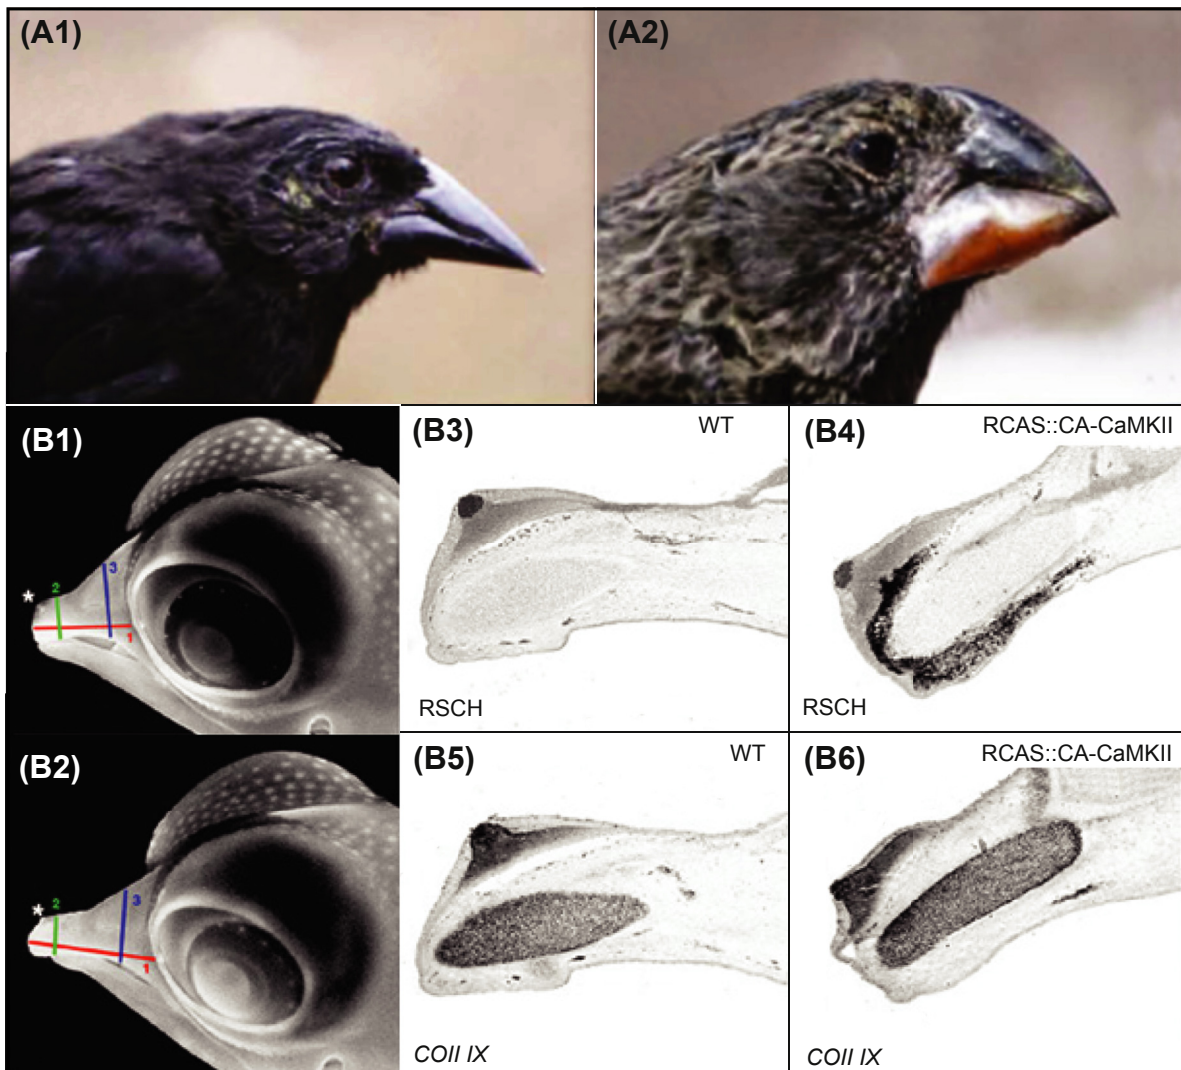 (A1)
(A2)
(B1)
*
2
3
1
(B3)
WT
RSCH
(B4)
RCAS::CA-CaMKII
RSCH
(B2)
*
2
3
1
(B5)
WT
COII IX
(B6)
RCAS::CA-CaMKII
COII IX